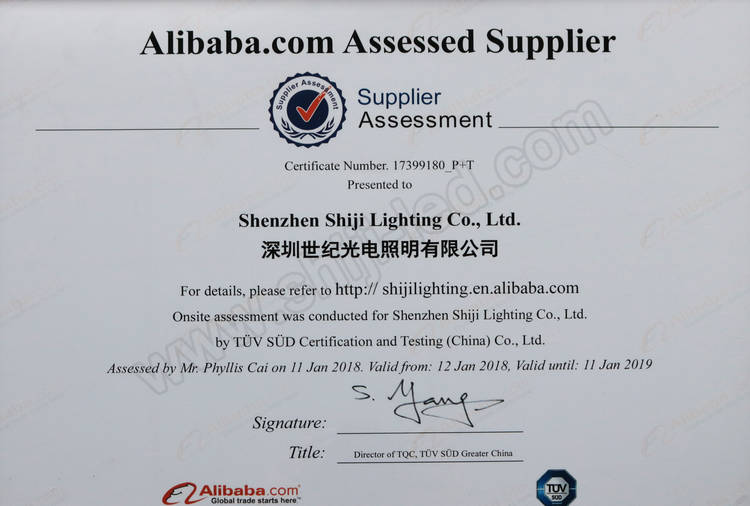 Alibaba.com Assessed Supplier
Supplier Assessment
Supplier
Assessment
Certificate Number. 17399180_P+T
Presented to
Shenzhen Shiji Lighting Co., Ltd.
深圳世纪光电照明有限公司
For details, please refer to http:// shijilighting.en.alibaba.com
Onsite assessment was conducted for Shenzhen Shiji Lighting Co., Ltd.
by TÜV SÜD Certification and Testing (China) Co., Ltd.
Assessed by Mr. Phyllis Cai on 11 Jan 2018. Valid from: 12 Jan 2018, Valid until: 11 Jan 2019
S. Yang
Signature:
Title:
Director of TQC, TÜV SÜD Greater China
Alibaba.com®
Global trade starts here.™
TÜV
SÜD
www.shiji-led.com